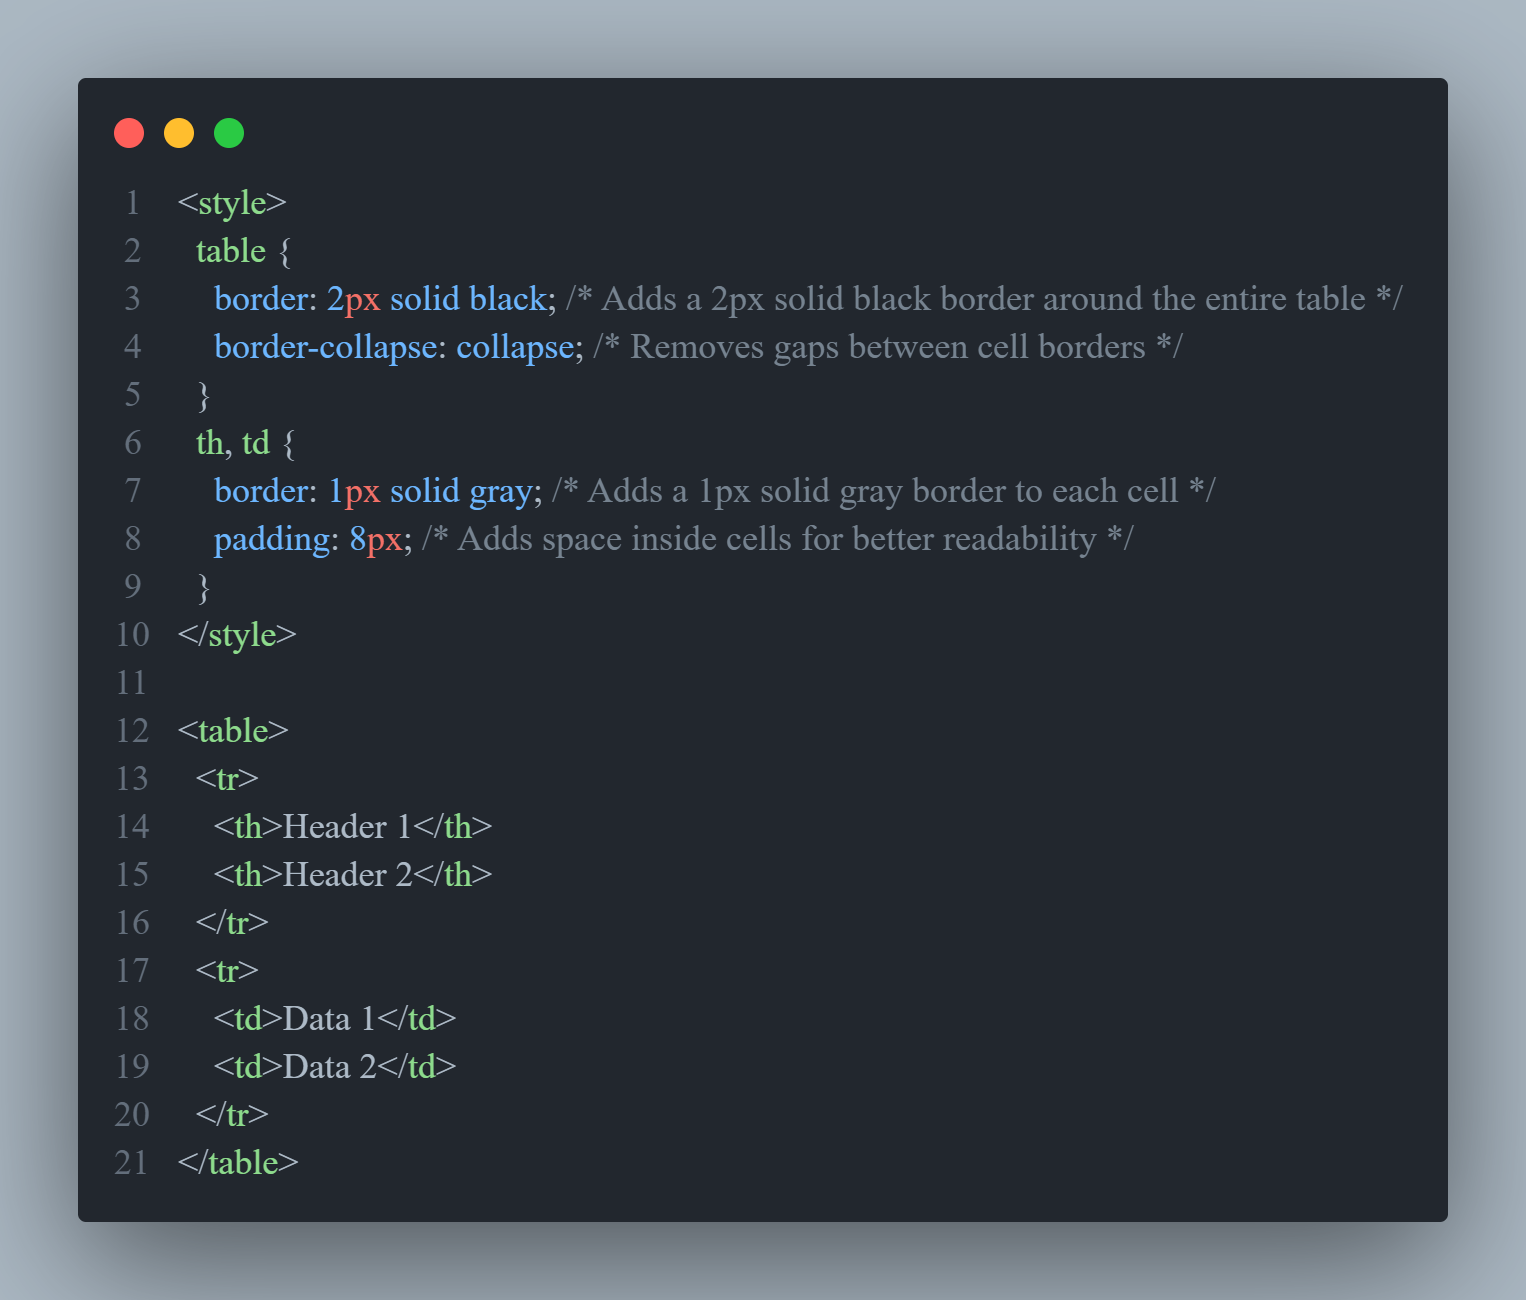 1 <style>
2   table {
3     border: 2px solid black; /* Adds a 2px solid black border around the entire table */
4     border-collapse: collapse; /* Removes gaps between cell borders */
5   }
6   th, td {
7     border: 1px solid gray; /* Adds a 1px solid gray border to each cell */
8     padding: 8px; /* Adds space inside cells for better readability */
9   }
10 </style>
11
12 <table>
13   <tr>
14     <th>Header 1</th>
15     <th>Header 2</th>
16   </tr>
17   <tr>
18     <td>Data 1</td>
19     <td>Data 2</td>
20   </tr>
21 </table>